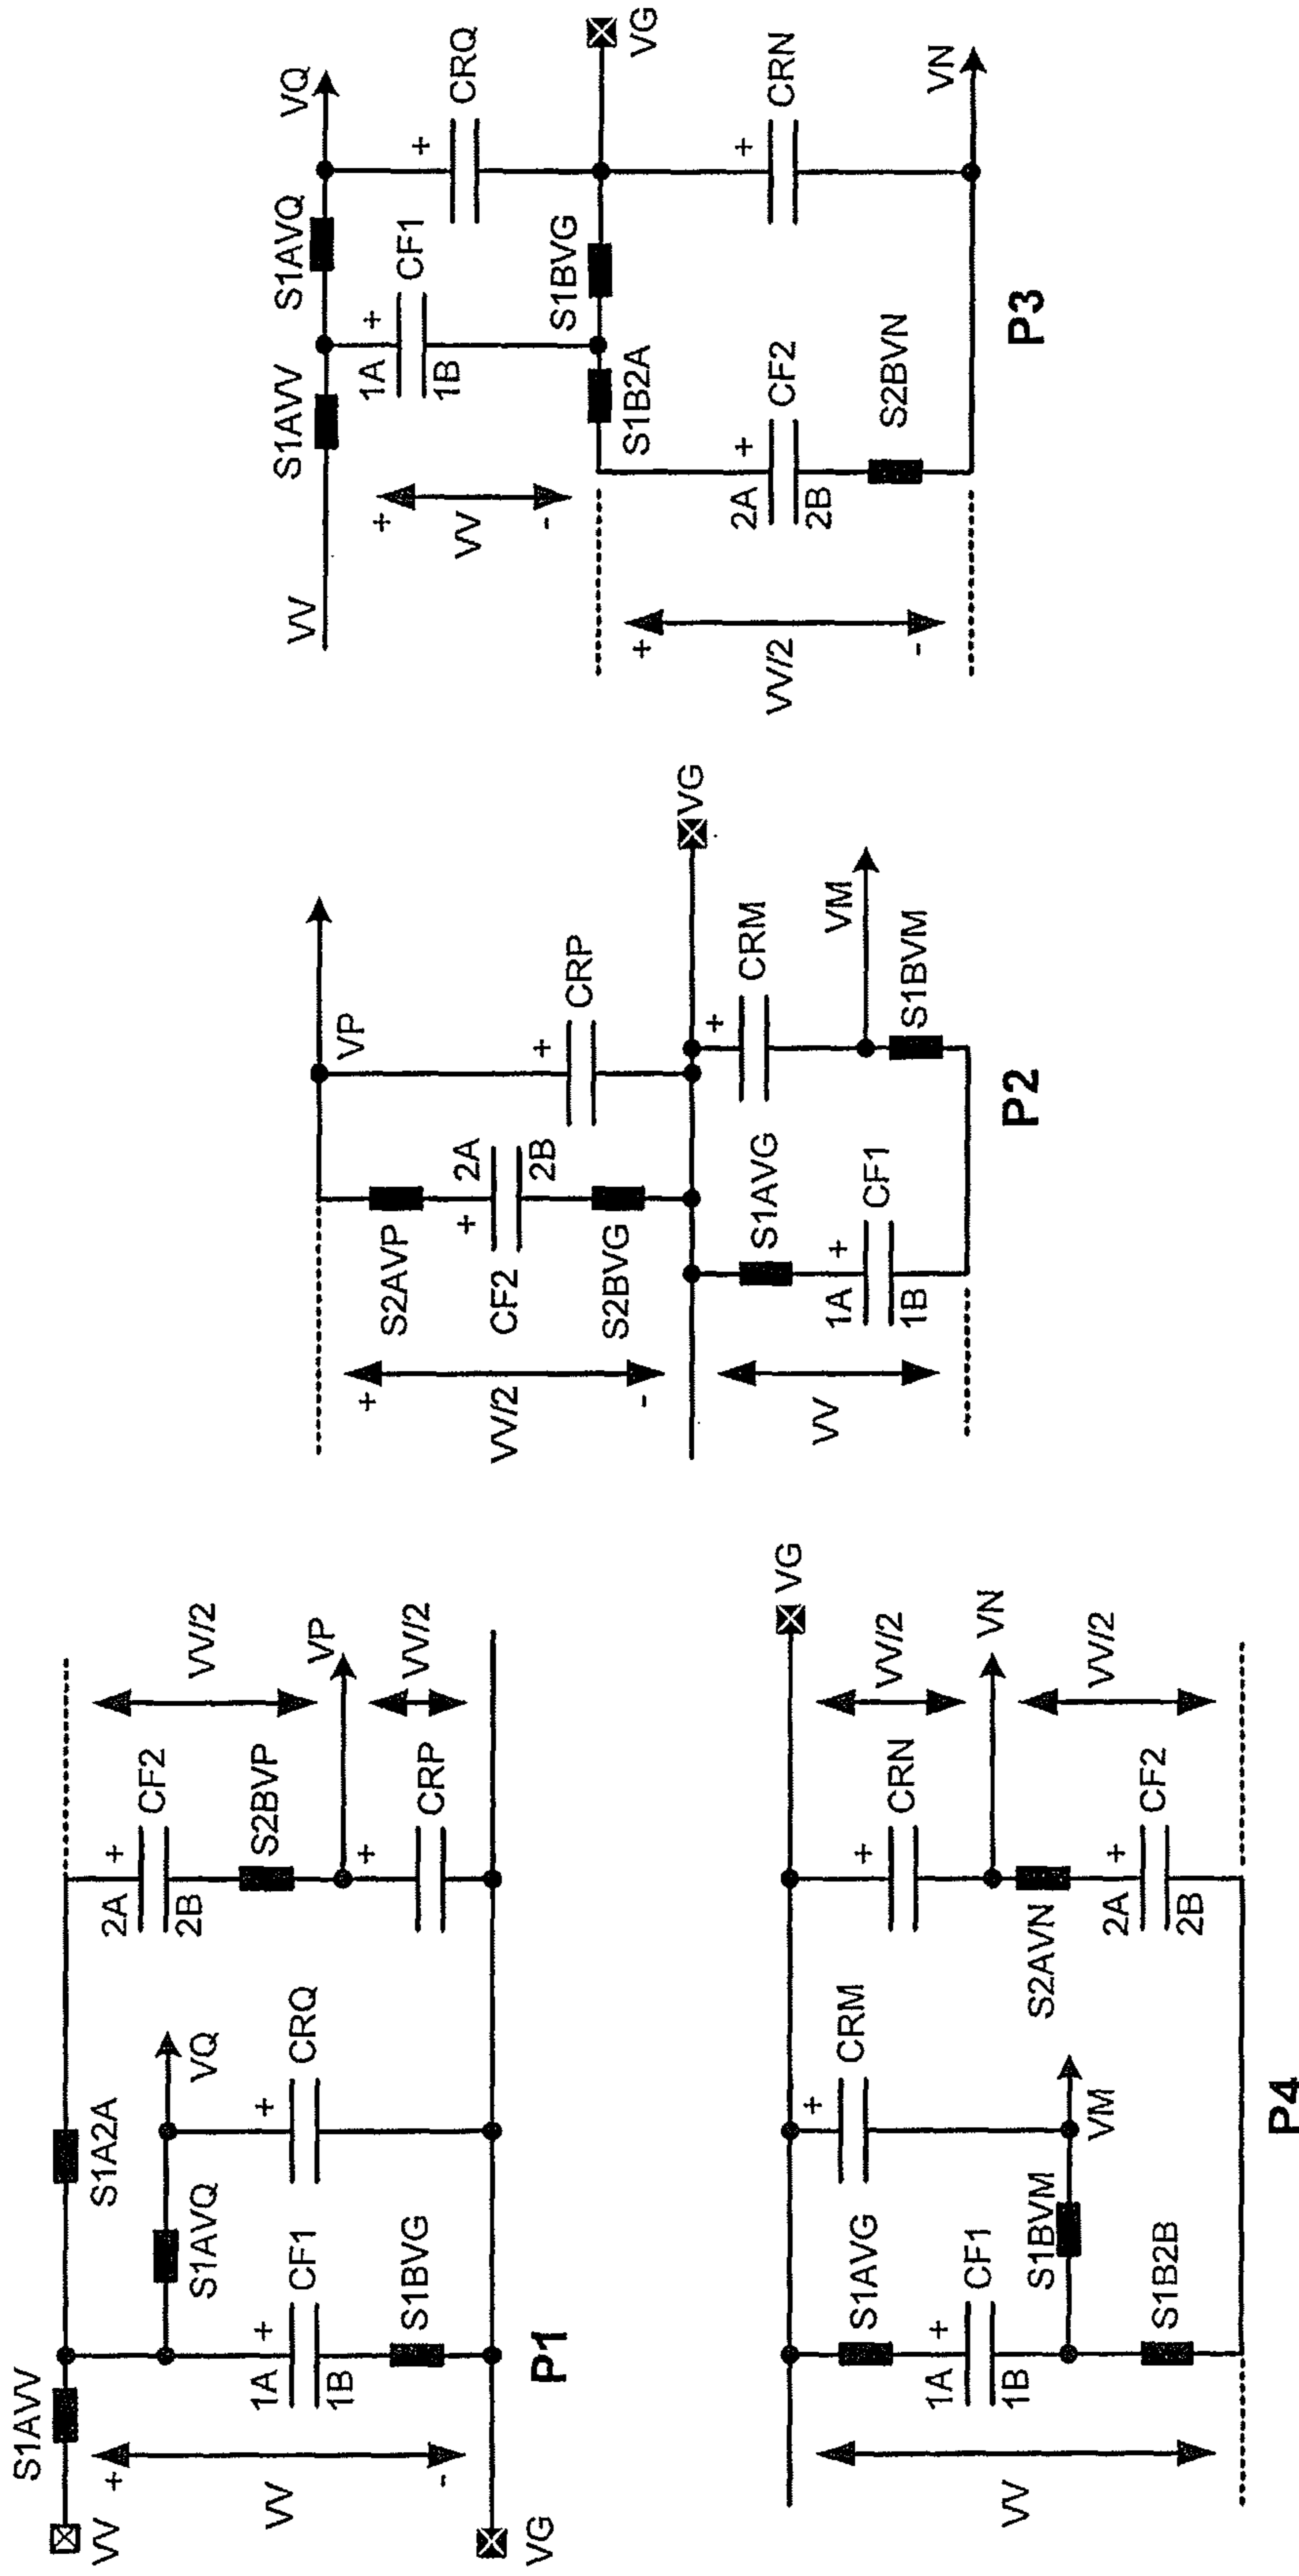 S1AVV
S1A2A
VV
+
VV
-
VG
S1AVQ
VQ
1A
+
CF1
1B
S1BVG
+
CRQ
2A
+
CF2
2B
S2BVP
VP
+
CRP
VV/2
VV/2
P1
VP
S2AVP
+
2A
CF2
2B
S2BVG
+
CRP
+
VV/2
-
VG
S1AVG
1A
+
CF1
1B
+
CRM
VM
S1BVM
VV
P2
VV
S1AVV
S1AVQ
VQ
1A
+
CF1
1B
+
CRQ
+
VV
-
S1B2A
S1BVG
VG
2A
+
CF2
2B
S2BVN
+
CRN
VN
+
VV/2
-
P3
VG
S1AVG
1A
+
CF1
1B
S1BVM
S1B2B
+
CRM
VM
+
CRN
VN
S2AVN
2A
+
CF2
2B
VV/2
VV/2
VV
P4